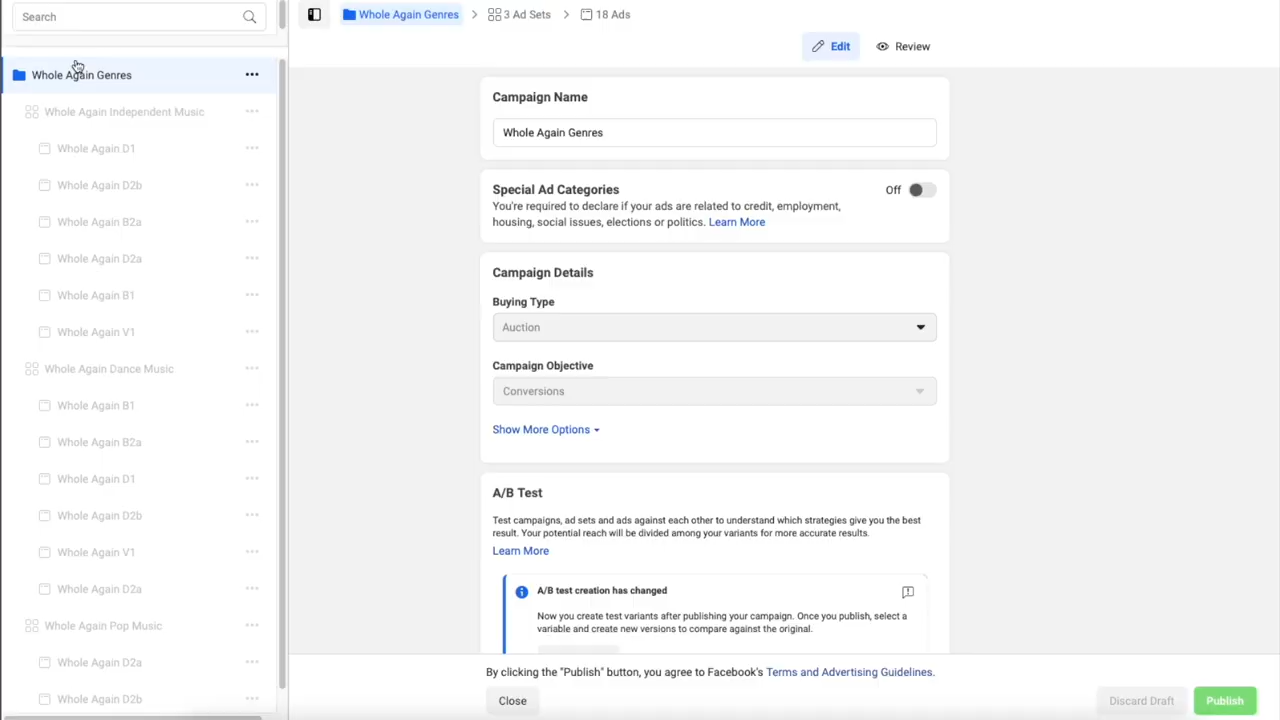 Search
Whole Again Genres
Whole Again Independent Music
Whole Again D1
Whole Again D2b
Whole Again B2a
Whole Again D2a
Whole Again B1
Whole Again V1
Whole Again Dance Music
Whole Again B1
Whole Again B2a
Whole Again D1
Whole Again D2b
Whole Again V1
Whole Again D2a
Whole Again Pop Music
Whole Again D2a
Whole Again D2b
Whole Again Genres > 3 Ad Sets > 18 Ads
Edit Review
Campaign Name
Whole Again Genres
Special Ad Categories Off
You're required to declare if your ads are related to credit, employment,
housing, social issues, elections or politics. Learn More
Campaign Details
Buying Type
Auction
Campaign Objective
Conversions
Show More Options
A/B Test
Test campaigns, ad sets and ads against each other to understand which strategies give you the best
result. Your potential reach will be divided among your variants for more accurate results.
Learn More
A/B test creation has changed
Now you create test variants after publishing your campaign. Once you publish, select a
variable and create new versions to compare against the original.
By clicking the "Publish" button, you agree to Facebook's Terms and Advertising Guidelines.
Close Discard Draft Publish